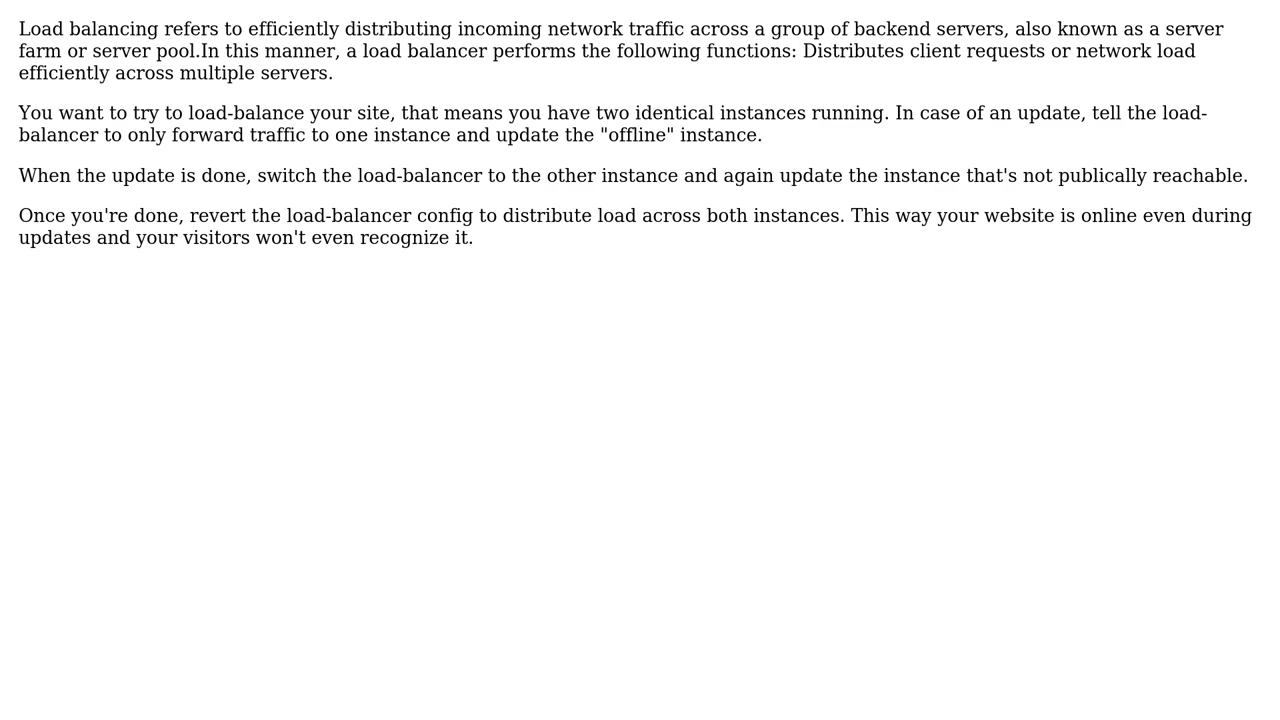 Load balancing refers to efficiently distributing incoming network traffic across a group of backend servers, also known as a server
farm or server pool.In this manner, a load balancer performs the following functions: Distributes client requests or network load
efficiently across multiple servers.
You want to try to load-balance your site, that means you have two identical instances running. In case of an update, tell the load-
balancer to only forward traffic to one instance and update the "offline" instance.
When the update is done, switch the load-balancer to the other instance and again update the instance that's not publically reachable.
Once you're done, revert the load-balancer config to distribute load across both instances. This way your website is online even during
updates and your visitors won't even recognize it.